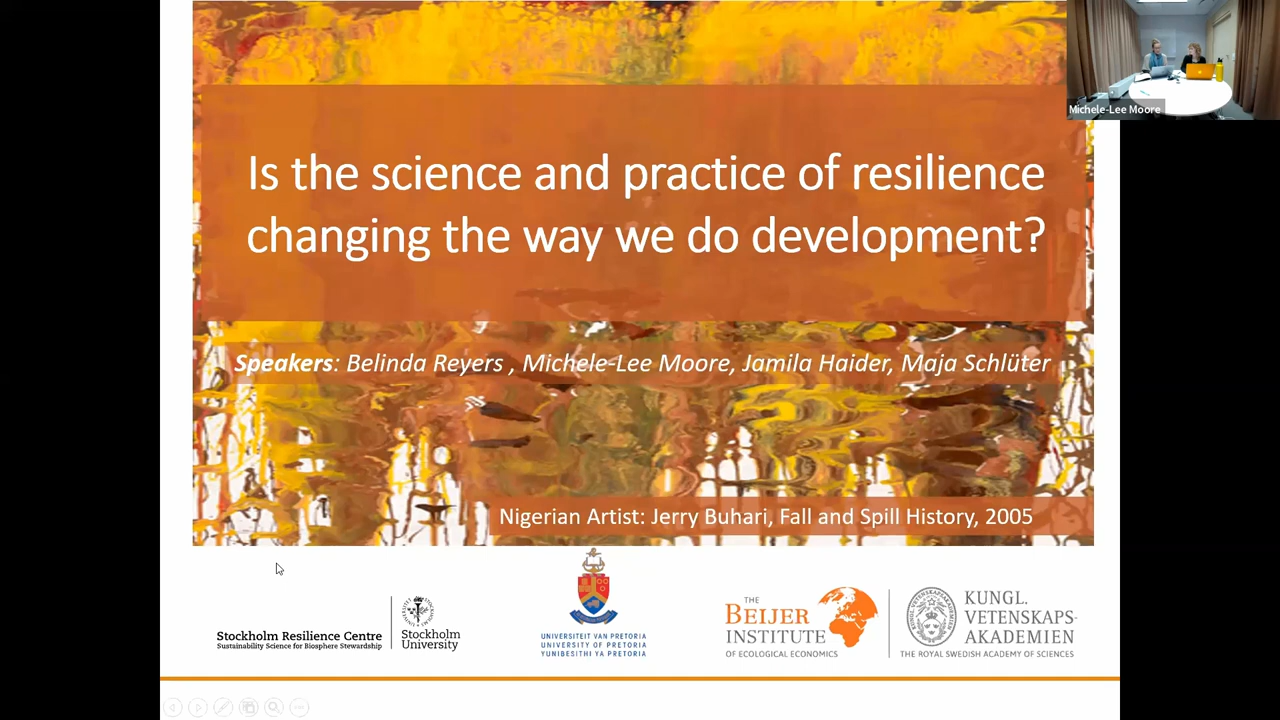 Michele-Lee Moore
Is the science and practice of resilience
changing the way we do development?
Speakers: Belinda Reyers , Michele-Lee Moore, Jamila Haider, Maja Schlüter
Nigerian Artist: Jerry Buhari, Fall and Spill History, 2005
Stockholm Resilience Centre
Sustainability Science for Biosphere Stewardship
Stockholm
University
UNIVERSITEIT VAN PRETORIA
UNIVERSITY OF PRETORIA
YUNIBESITHI YA PRETORIA
THE
BEIJER
INSTITUTE
OF ECOLOGICAL ECONOMICS
KUNGL.
VETENSKAPS-
AKADEMIEN
THE ROYAL SWEDISH ACADEMY OF SCIENCES